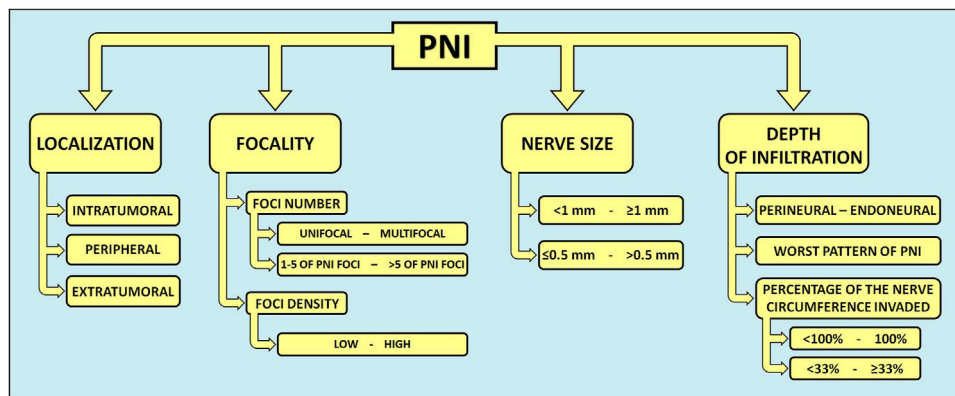 PNI
LOCALIZATION
INTRATUMORAL
PERIPHERAL
EXTRATUMORAL
FOCALITY
FOCI NUMBER
UNIFOCAL – MULTIFOCAL
1-5 OF PNI FOCI – >5 OF PNI FOCI
FOCI DENSITY
LOW - HIGH
NERVE SIZE
<1 mm - ≥1 mm
≤0.5 mm - >0.5 mm
DEPTH
OF INFILTRATION
PERINEURAL – ENDONEURAL
WORST PATTERN OF PNI
PERCENTAGE OF THE NERVE
CIRCUMFERENCE INVADED
<100% - 100%
<33% - ≥33%